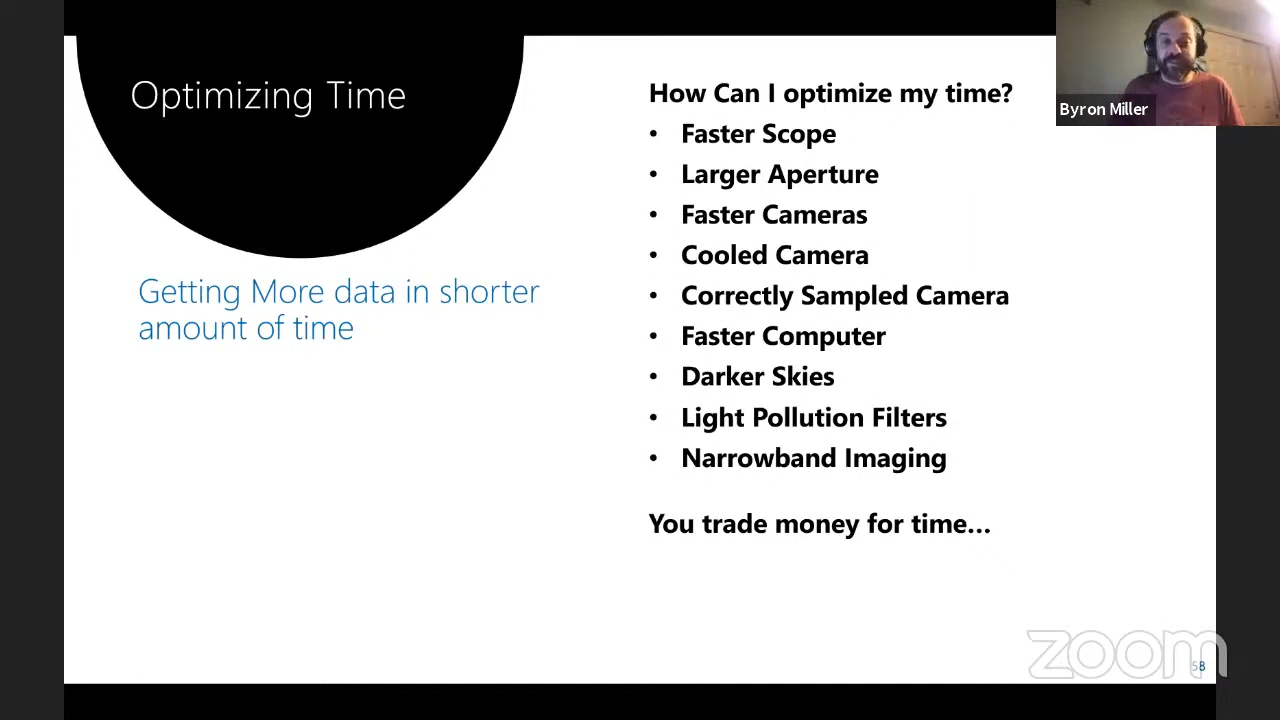 Optimizing Time
Getting More data in shorter
amount of time
How Can I optimize my time?
• Faster Scope
• Larger Aperture
• Faster Cameras
• Cooled Camera
• Correctly Sampled Camera
• Faster Computer
• Darker Skies
• Light Pollution Filters
• Narrowband Imaging
You trade money for time...
Byron Miller
zoom
58